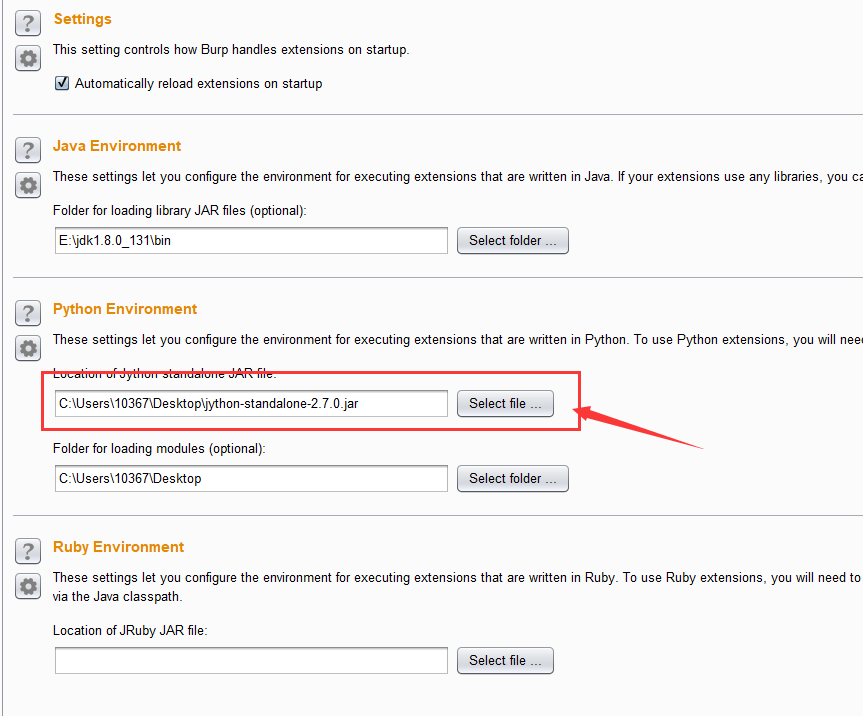 Settings
This setting controls how Burp handles extensions on startup.
Automatically reload extensions on startup
Java Environment
These settings let you configure the environment for executing extensions that are written in Java. If your extensions use any libraries, you ca
Folder for loading library JAR files (optional):
E:\jdk1.8.0_131\bin
Select folder ...
Python Environment
These settings let you configure the environment for executing extensions that are written in Python. To use Python extensions, you will nee
Location of Jython standalone JAR file:
C:\Users\10367\Desktop\jython-standalone-2.7.0.jar
Select file ...
Folder for loading modules (optional):
C:\Users\10367\Desktop
Select folder ...
Ruby Environment
These settings let you configure the environment for executing extensions that are written in Ruby. To use Ruby extensions, you will need to
via the Java classpath.
Location of JRuby JAR file:
Select file ...